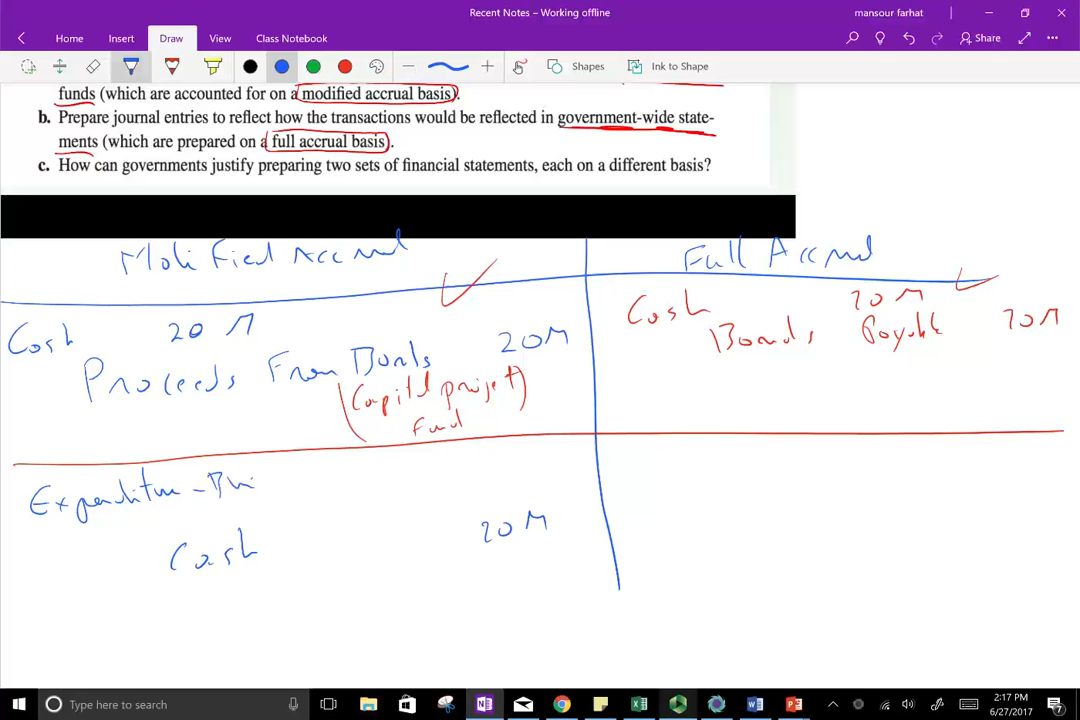 Recent Notes – Working offline
mansour farhat
Home Insert Draw View Class Notebook
Share
Shapes Ink to Shape
funds (which are accounted for on a modified accrual basis).
b. Prepare journal entries to reflect how the transactions would be reflected in government-wide state-
ments (which are prepared on a full accrual basis).
c. How can governments justify preparing two sets of financial statements, each on a different basis?
Modified Accrual
Full Accrual
Cash 20 M
Proceeds From Bonds 20M
(Capital project
Fund
Cash 20 M
Bonds Payable 20M
Expenditure - Bui
Cash 20 M
Type here to search
2:17 PM
6/27/2017
7